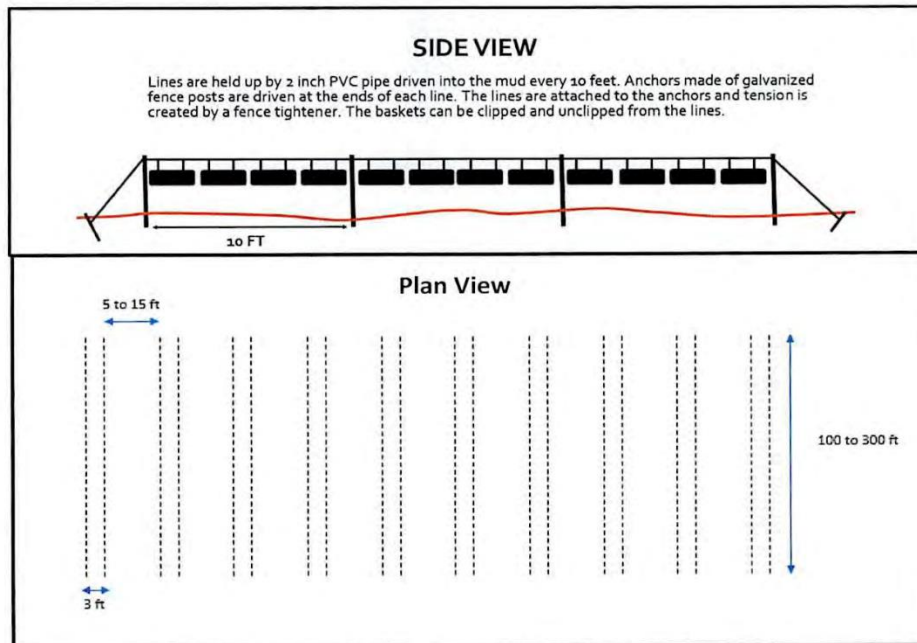 SIDE VIEW
Lines are held up by 2 inch PVC pipe driven into the mud every 10 feet. Anchors made of galvanized
fence posts are driven at the ends of each line. The lines are attached to the anchors and tension is
created by a fence tightener. The baskets can be clipped and unclipped from the lines.
10 FT
Plan View
5 to 15 ft
100 to 300 ft
3 ft